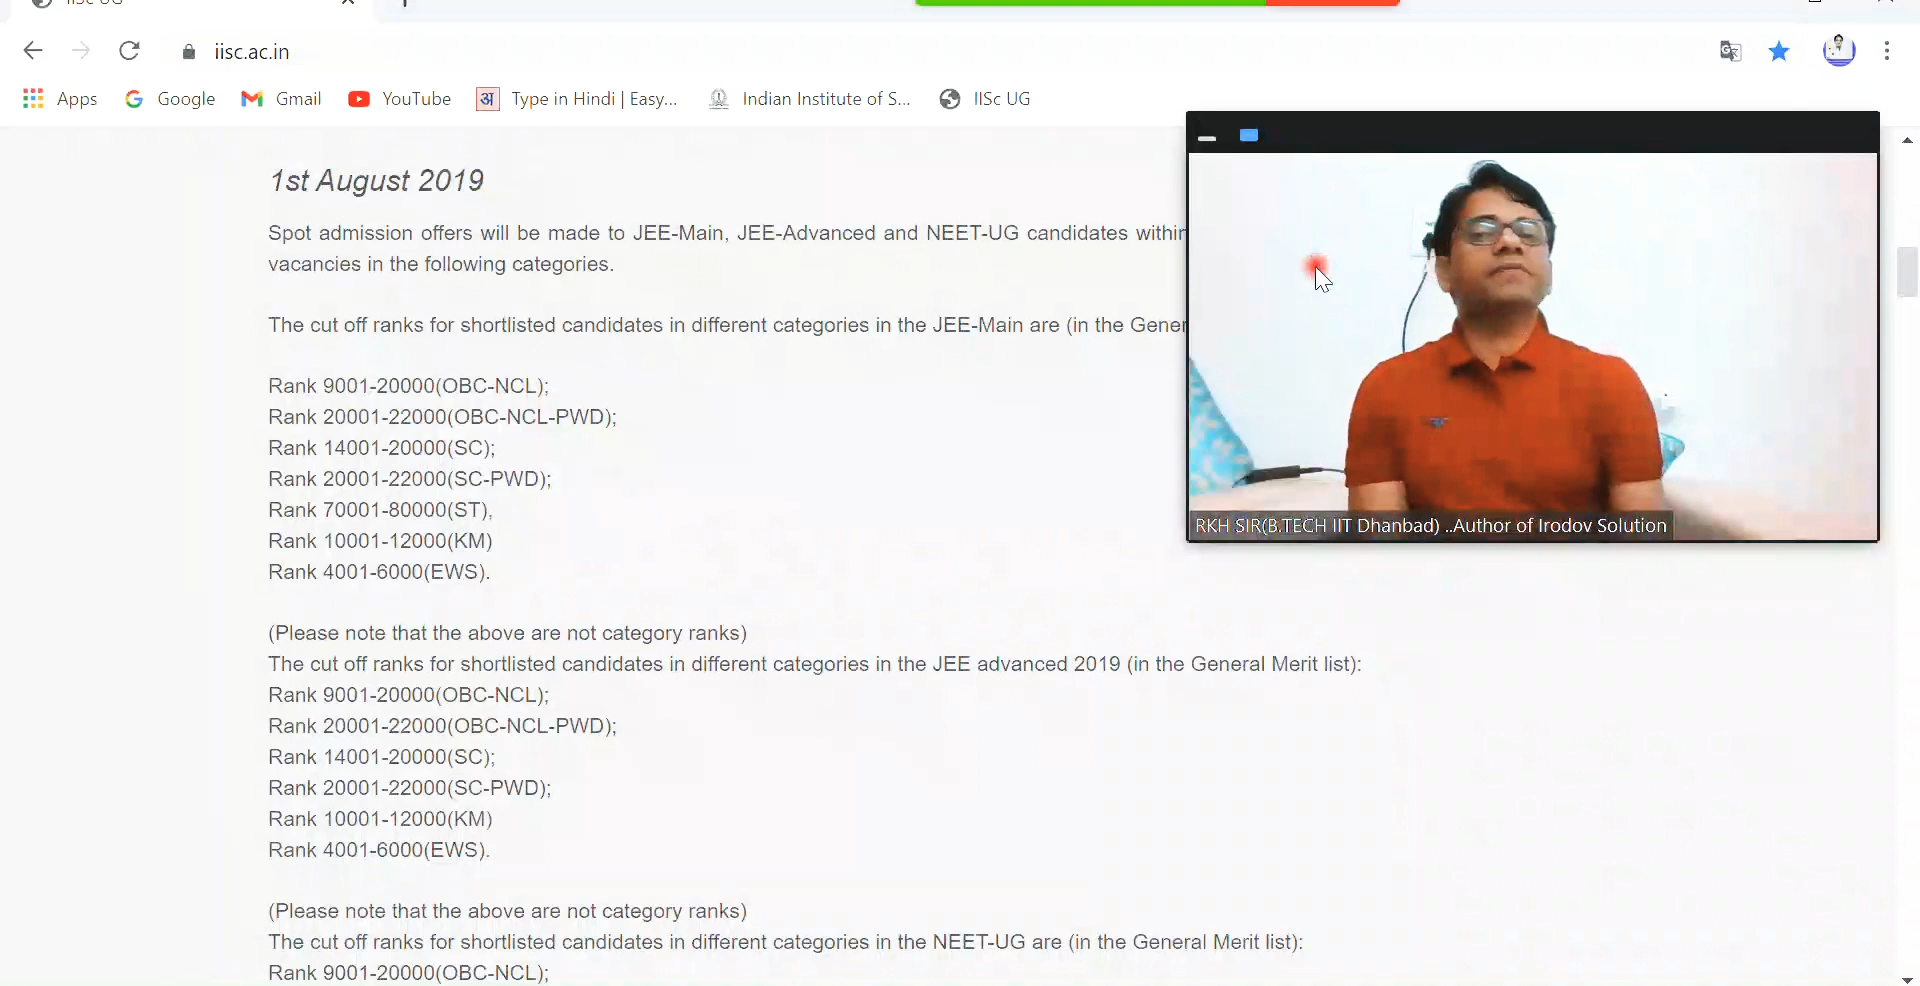 IISc UG
iisc.ac.in
Apps Google Gmail YouTube अ Type in Hindi | Easy... Indian Institute of S... IISc UG
1st August 2019
Spot admission offers will be made to JEE-Main, JEE-Advanced and NEET-UG candidates within
vacancies in the following categories.
The cut off ranks for shortlisted candidates in different categories in the JEE-Main are (in the Gener
Rank 9001-20000(OBC-NCL);
Rank 20001-22000(OBC-NCL-PWD);
Rank 14001-20000(SC);
Rank 20001-22000(SC-PWD);
Rank 70001-80000(ST),
Rank 10001-12000(KM)
Rank 4001-6000(EWS).
(Please note that the above are not category ranks)
The cut off ranks for shortlisted candidates in different categories in the JEE advanced 2019 (in the General Merit list):
Rank 9001-20000(OBC-NCL);
Rank 20001-22000(OBC-NCL-PWD);
Rank 14001-20000(SC);
Rank 20001-22000(SC-PWD);
Rank 10001-12000(KM)
Rank 4001-6000(EWS).
(Please note that the above are not category ranks)
The cut off ranks for shortlisted candidates in different categories in the NEET-UG are (in the General Merit list):
Rank 9001-20000(OBC-NCL);
RKH SIR(B.TECH IIT Dhanbad) ..Author of Irodov Solution